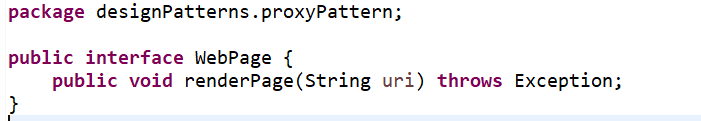 package designPatterns.proxyPattern;
public interface WebPage {
public void renderPage(String uri) throws Exception;
}